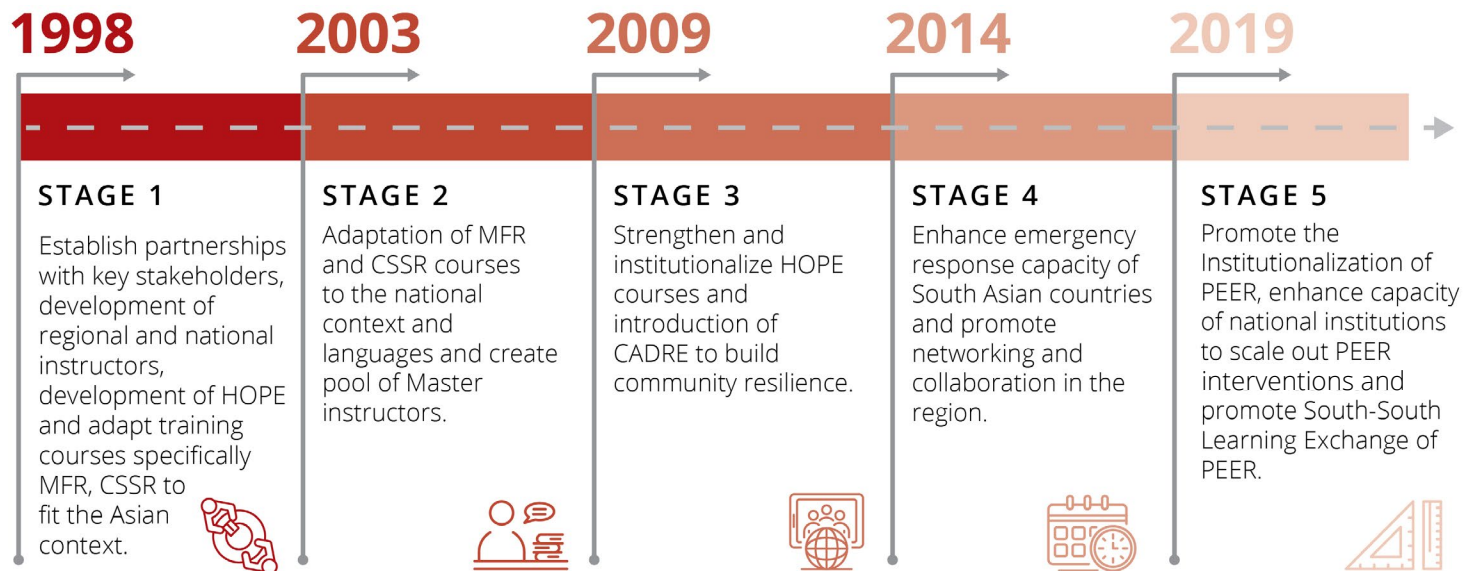 1998
2003
2009
2014
2019
STAGE 1
Establish partnerships
with key stakeholders,
development of
regional and national
instructors,
development of HOPE
and adapt training
courses specifically
MFR, CSSR to
fit the Asian
context.
STAGE 2
Adaptation of MFR
and CSSR courses
to the national
context and
languages and create
pool of Master
instructors.
STAGE 3
Strengthen and
institutionalize HOPE
courses and
introduction of
CADRE to build
community resilience.
STAGE 4
Enhance emergency
response capacity of
South Asian countries
and promote
networking and
collaboration in the
region.
STAGE 5
Promote the
Institutionalization of
PEER, enhance capacity
of national institutions
to scale out PEER
interventions and
promote South-South
Learning Exchange of
PEER.